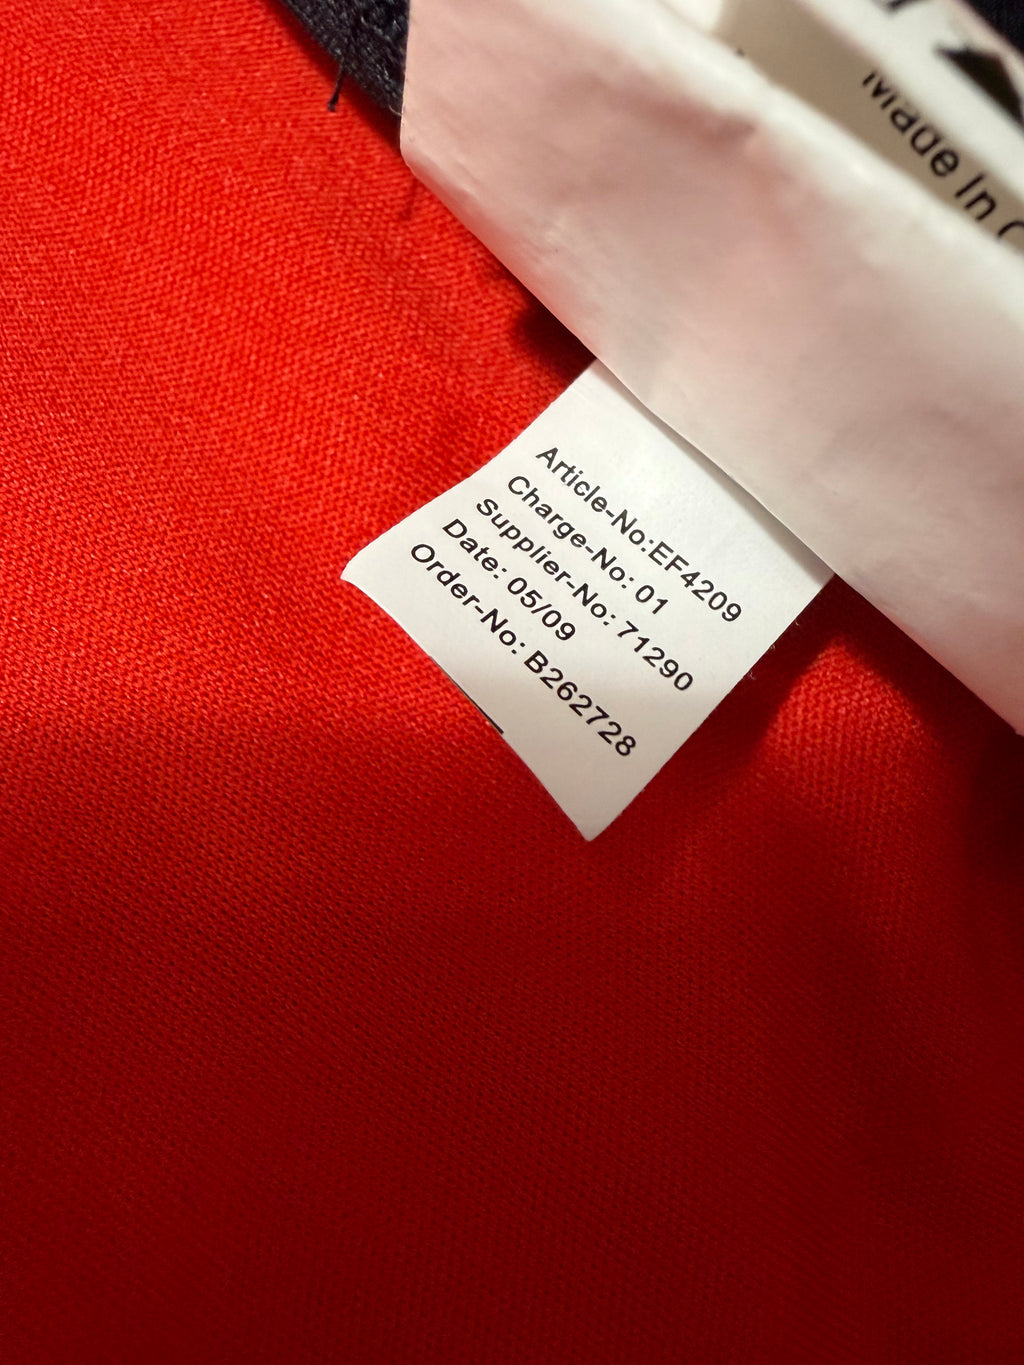 Made In
Article-No:EF4209
Charge-No: 01
Supplier-No: 71290
Date: 05/09
Order-No: B262728